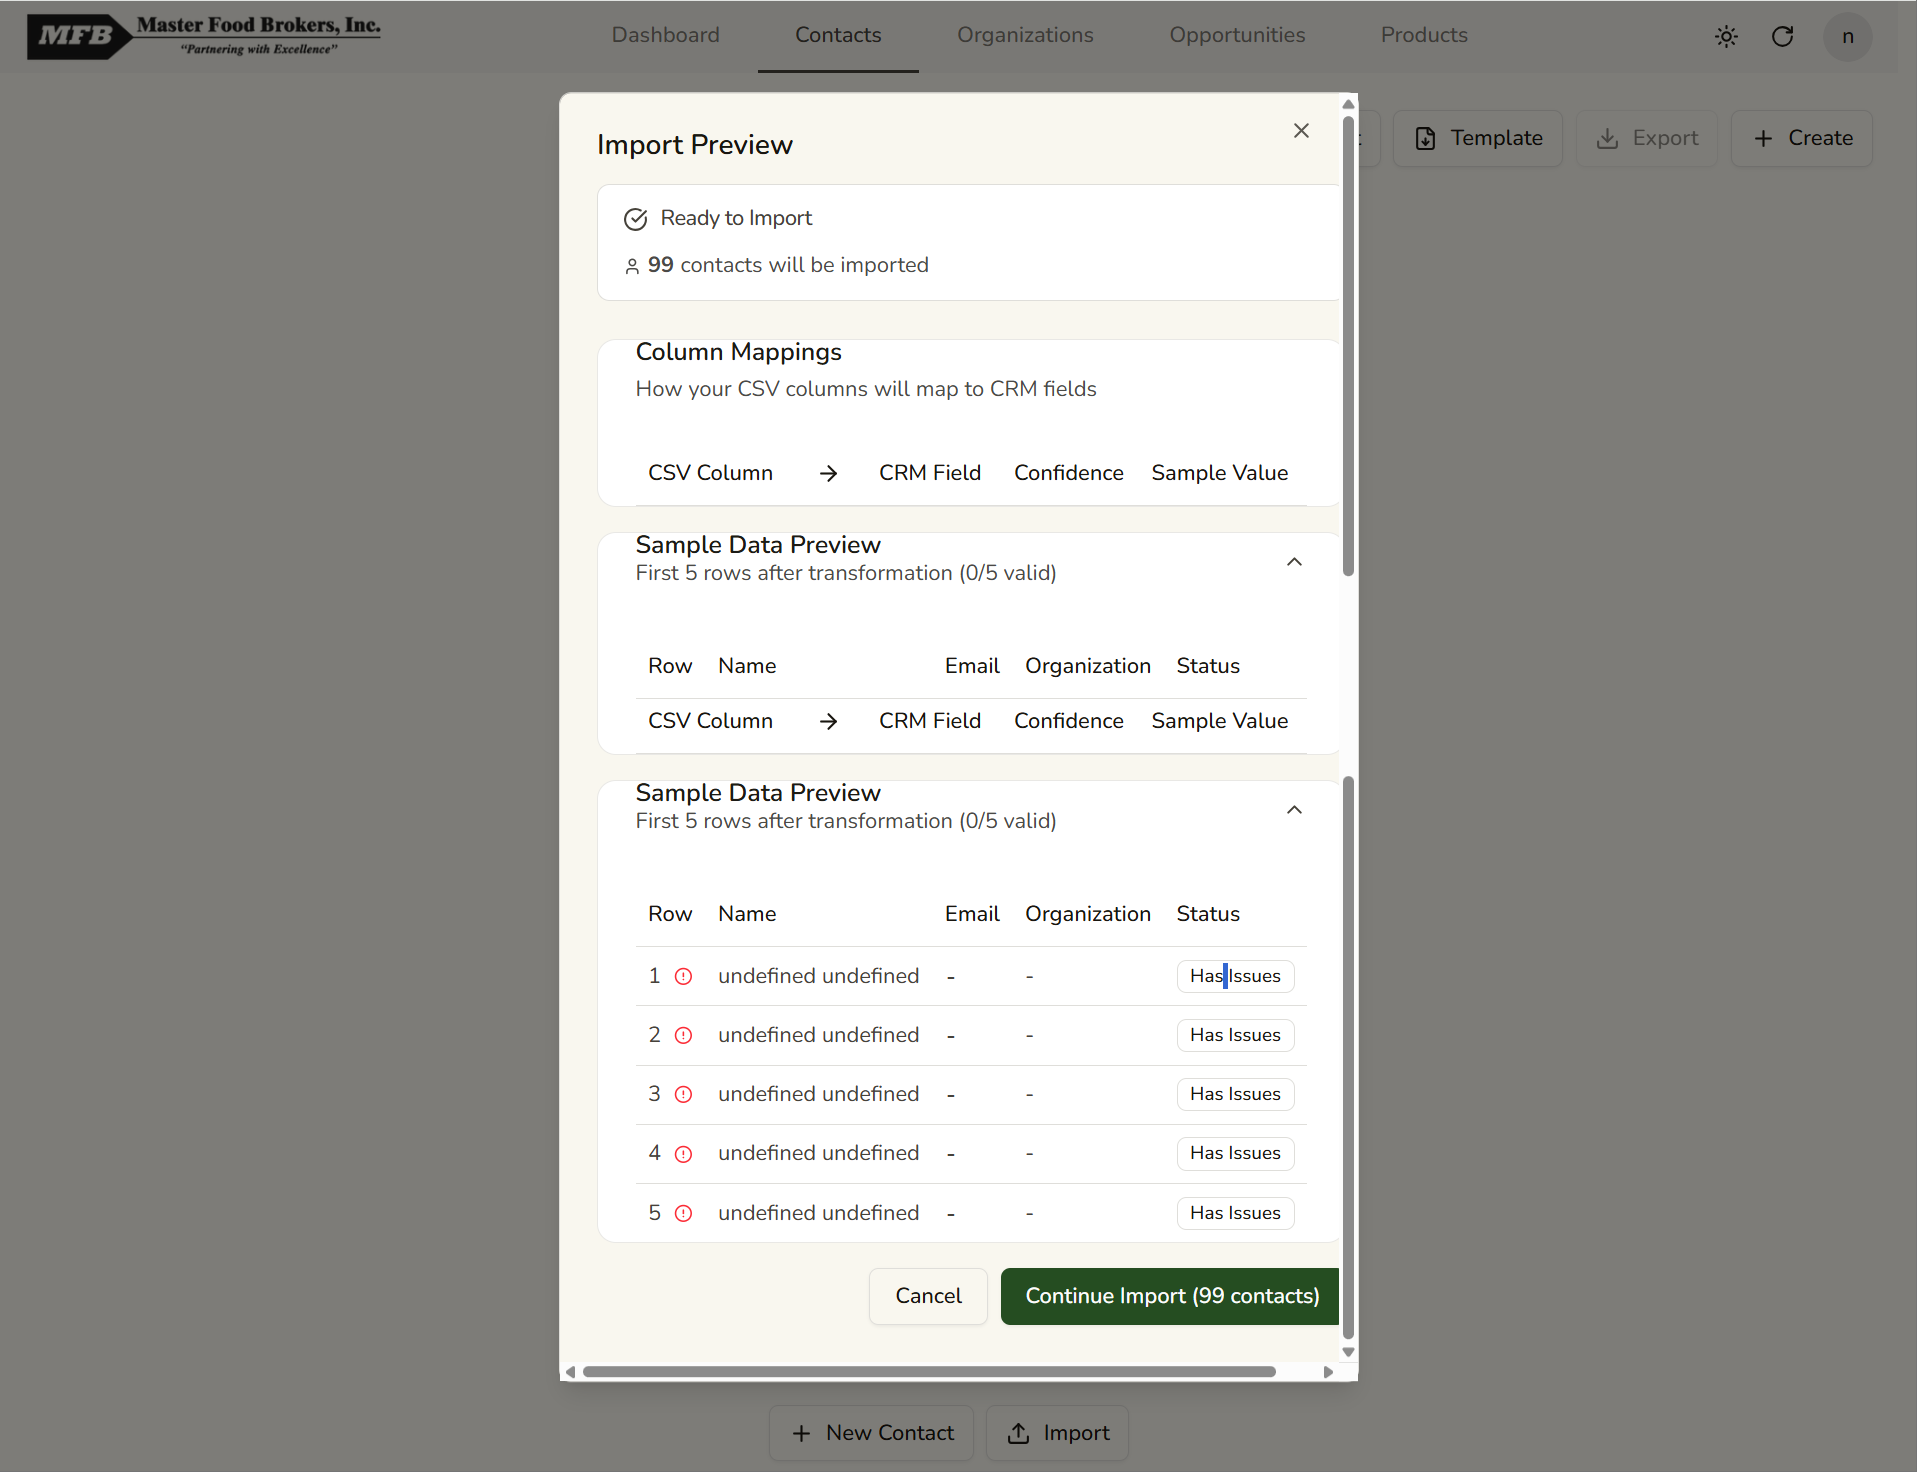 MFB Master Food Brokers, Inc.
"Partnering with Excellence"
Dashboard Contacts Organizations Opportunities Products
n
Template Export Create
Import Preview
Ready to Import
99 contacts will be imported
Column Mappings
How your CSV columns will map to CRM fields
CSV Column → CRM Field Confidence Sample Value
Sample Data Preview
First 5 rows after transformation (0/5 valid)
Row Name Email Organization Status
CSV Column → CRM Field Confidence Sample Value
Sample Data Preview
First 5 rows after transformation (0/5 valid)
Row Name Email Organization Status
1 undefined undefined - - Has Issues
2 undefined undefined - - Has Issues
3 undefined undefined - - Has Issues
4 undefined undefined - - Has Issues
5 undefined undefined - - Has Issues
Cancel Continue Import (99 contacts)
New Contact Import